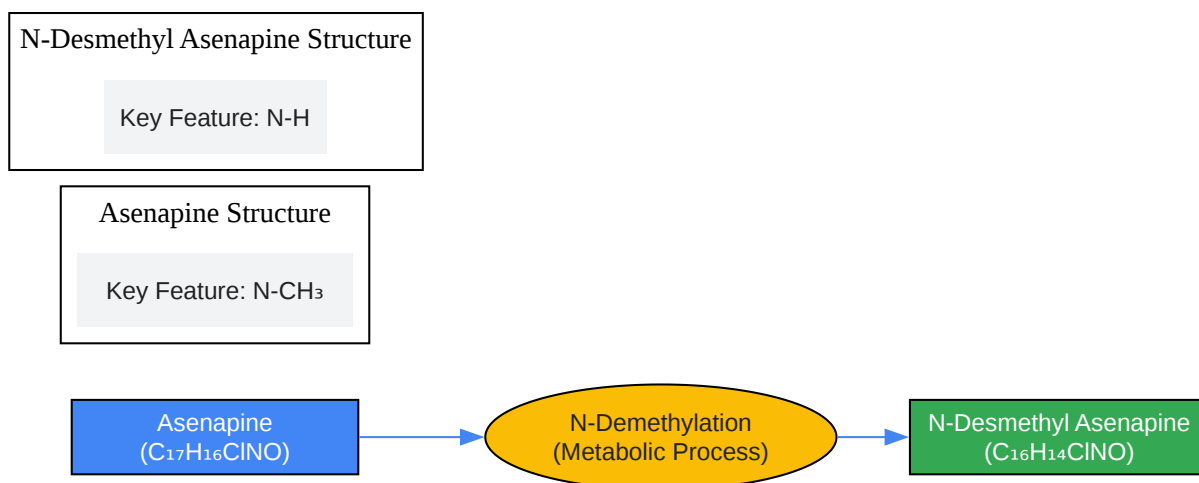 N-Desmethyl Asenapine Structure
Key Feature: N-H
Asenapine Structure
Key Feature: N-CH₃
Asenapine
(C₁₇H₁₆ClNO)
N-Demethylation
(Metabolic Process)
N-Desmethyl Asenapine
(C₁₆H₁₄ClNO)